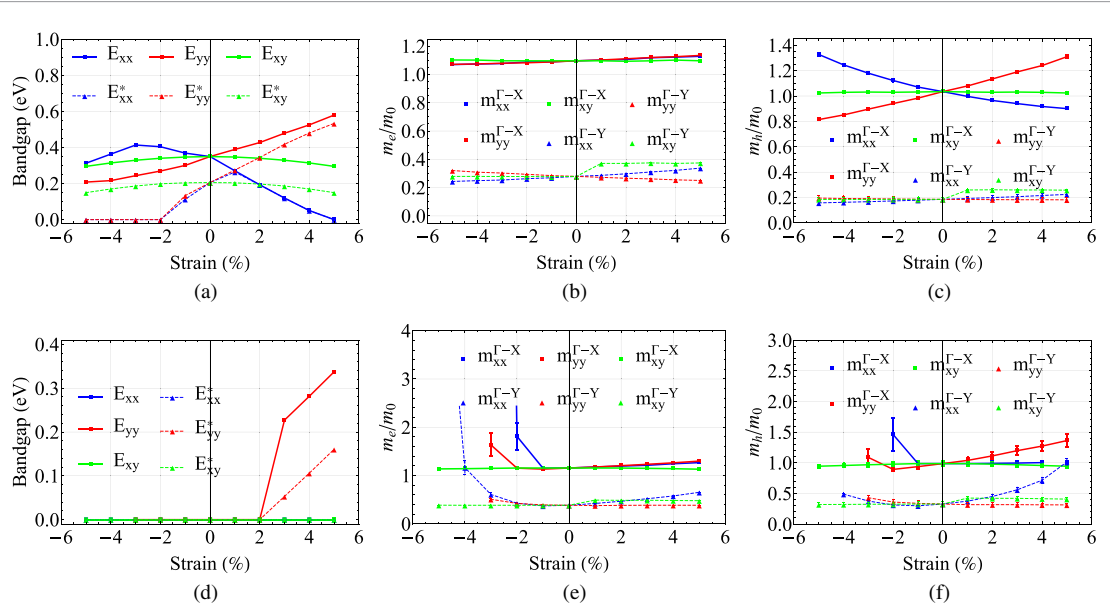 1.0
0.8
0.6
0.4
0.2
0.0
Bandgap (eV)
E_xx E_yy E_xy
E*_xx E*_yy E*_xy
−6 −4 −2 0 2 4 6
Strain (%)
(a)
1.2
1.0
0.8
0.6
0.4
0.2
0.0
m_e/m_0
m_xx^Γ−X m_xy^Γ−X m_yy^Γ−Y
m_yy^Γ−X m_xx^Γ−Y m_xy^Γ−Y
−6 −4 −2 0 2 4 6
Strain (%)
(b)
1.4
1.2
1.0
0.8
0.6
0.4
0.2
0.0
m_h/m_0
m_xx^Γ−X m_xy^Γ−X m_yy^Γ−Y
m_yy^Γ−X m_xx^Γ−Y m_xy^Γ−Y
−6 −4 −2 0 2 4 6
Strain (%)
(c)
0.4
0.3
0.2
0.1
0.0
Bandgap (eV)
E_xx E*_xx
E_yy E*_yy
E_xy E*_xy
−6 −4 −2 0 2 4 6
Strain (%)
(d)
4
3
2
1
0
m_e/m_0
m_xx^Γ−X m_yy^Γ−X m_xy^Γ−X
m_xx^Γ−Y m_yy^Γ−Y m_xy^Γ−Y
−6 −4 −2 0 2 4 6
Strain (%)
(e)
3.0
2.5
2.0
1.5
1.0
0.5
0.0
m_h/m_0
m_xx^Γ−X m_xy^Γ−X m_yy^Γ−Y
m_yy^Γ−X m_xx^Γ−Y m_xy^Γ−Y
−6 −4 −2 0 2 4 6
Strain (%)
(f)